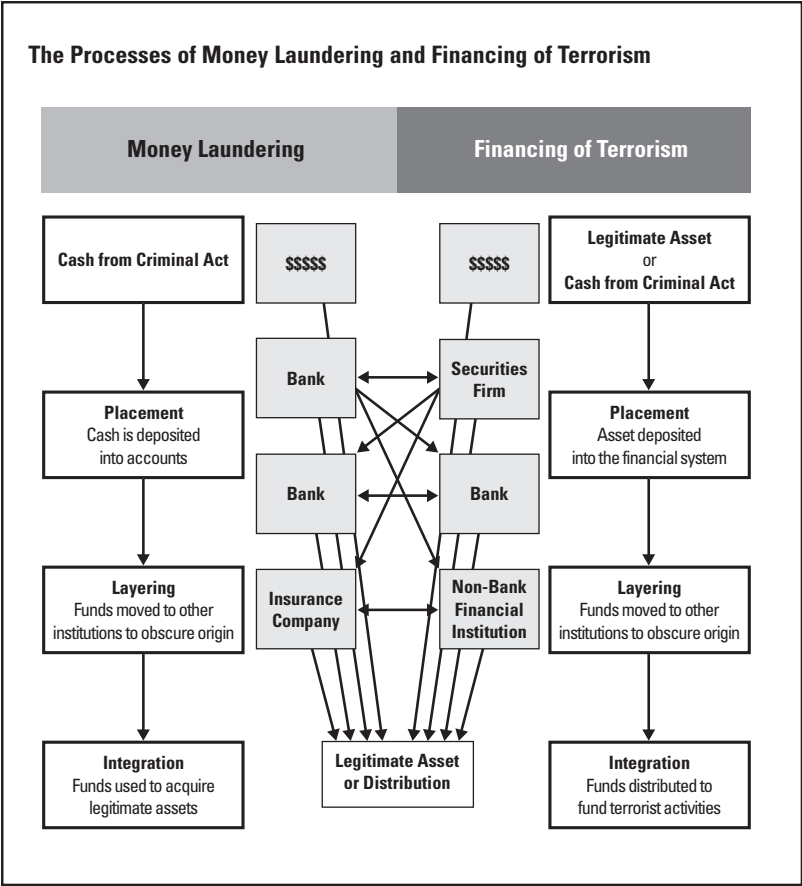 The Processes of Money Laundering and Financing of Terrorism
Money Laundering
Financing of Terrorism
Cash from Criminal Act
$$$$$
$$$$$
Legitimate Asset
or
Cash from Criminal Act
Bank
Securities
Firm
Placement
Cash is deposited
into accounts
Placement
Asset deposited
into the financial system
Bank
Bank
Layering
Funds moved to other
institutions to obscure origin
Insurance
Company
Non-Bank
Financial
Institution
Layering
Funds moved to other
institutions to obscure origin
Integration
Funds used to acquire
legitimate assets
Legitimate Asset
or Distribution
Integration
Funds distributed to
fund terrorist activities